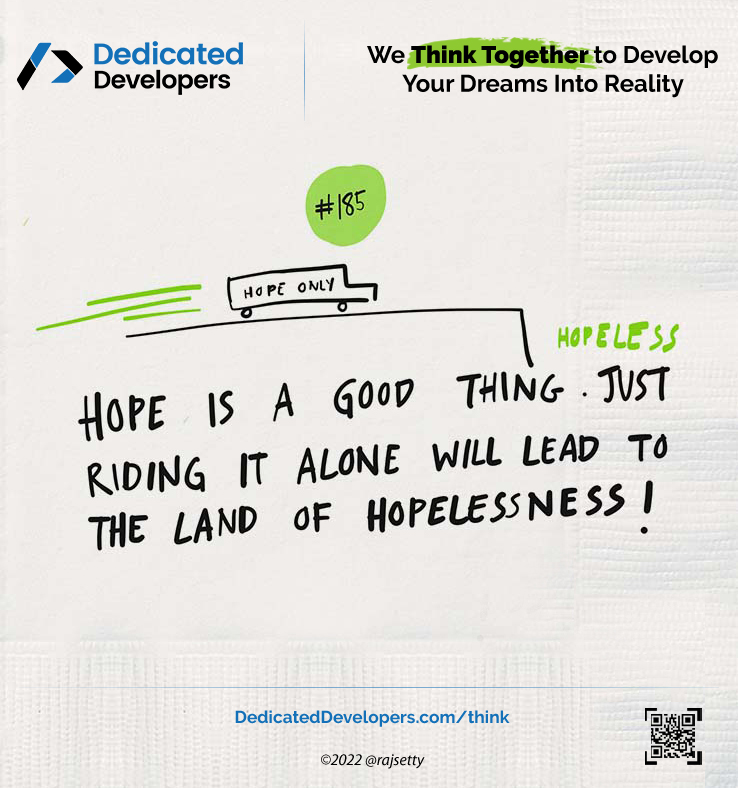 Dedicated
Developers
We Think Together to Develop
Your Dreams Into Reality
#185
HOPE ONLY
HOPELESS
HOPE IS A GOOD THING. JUST
RIDING IT ALONE WILL LEAD TO
THE LAND OF HOPELESSNESS!
DedicatedDevelopers.com/think
©2022 @rajsetty